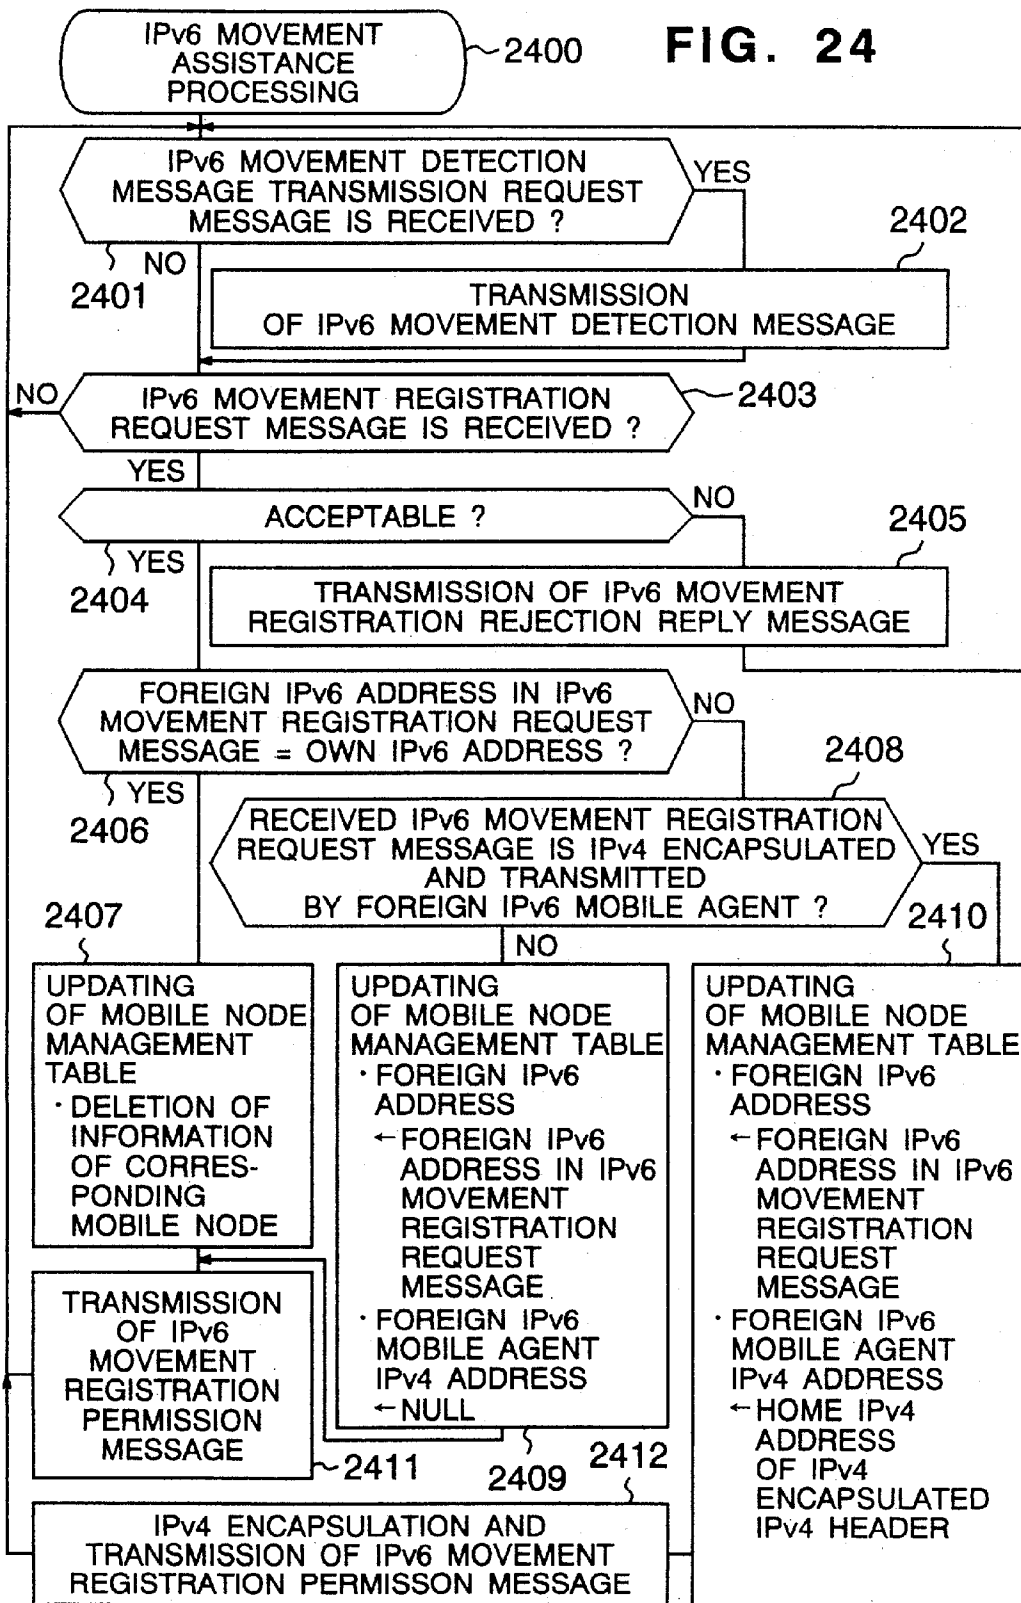 FIG. 24
IPv6 MOVEMENT
ASSISTANCE
PROCESSING
2400
IPv6 MOVEMENT DETECTION
MESSAGE TRANSMISSION REQUEST
MESSAGE IS RECEIVED ?
YES
2401
NO
2402
TRANSMISSION
OF IPv6 MOVEMENT DETECTION MESSAGE
NO
IPv6 MOVEMENT REGISTRATION
REQUEST MESSAGE IS RECEIVED ?
2403
YES
ACCEPTABLE ?
NO
2404
YES
2405
TRANSMISSION OF IPv6 MOVEMENT
REGISTRATION REJECTION REPLY MESSAGE
FOREIGN IPv6 ADDRESS IN IPv6
MOVEMENT REGISTRATION REQUEST
MESSAGE = OWN IPv6 ADDRESS ?
NO
2406
YES
2408
RECEIVED IPv6 MOVEMENT REGISTRATION
REQUEST MESSAGE IS IPv4 ENCAPSULATED
AND TRANSMITTED
BY FOREIGN IPv6 MOBILE AGENT ?
YES
NO
2407
UPDATING
OF MOBILE NODE
MANAGEMENT
TABLE
· DELETION OF
INFORMATION
OF CORRES-
PONDING
MOBILE NODE
UPDATING
OF MOBILE NODE
MANAGEMENT TABLE
· FOREIGN IPv6
ADDRESS
← FOREIGN IPv6
ADDRESS IN IPv6
MOVEMENT
REGISTRATION
REQUEST
MESSAGE
· FOREIGN IPv6
MOBILE AGENT
IPv4 ADDRESS
← NULL
2409
2410
UPDATING
OF MOBILE NODE
MANAGEMENT TABLE
· FOREIGN IPv6
ADDRESS
← FOREIGN IPv6
ADDRESS IN IPv6
MOVEMENT
REGISTRATION
REQUEST
MESSAGE
· FOREIGN IPv6
MOBILE AGENT
IPv4 ADDRESS
← HOME IPv4
ADDRESS
OF IPv4
ENCAPSULATED
IPv4 HEADER
TRANSMISSION
OF IPv6
MOVEMENT
REGISTRATION
PERMISSION
MESSAGE
2411
2412
IPv4 ENCAPSULATION AND
TRANSMISSION OF IPv6 MOVEMENT
REGISTRATION PERMISSON MESSAGE